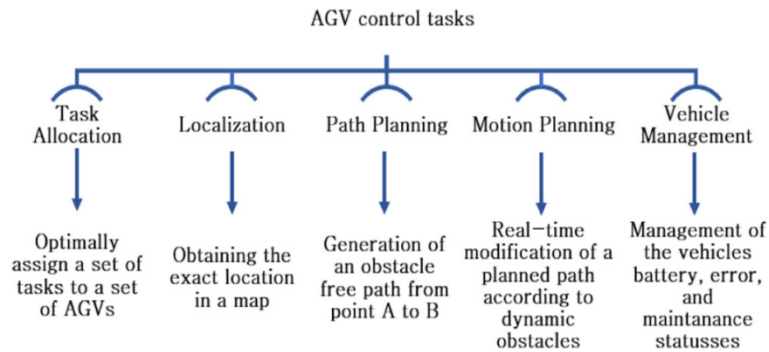 AGV control tasks
Task
Allocation
Localization
Path Planning
Motion Planning
Vehicle
Management
Optimally
assign a set of
tasks to a set
of AGVs
Obtaining the
exact location
in a map
Generation of
an obstacle
free path from
point A to B
Real-time
modification of a
planned path
according to
dynamic
obstacles
Management of
the vehicles
battery, error,
and
maintanance
statusses